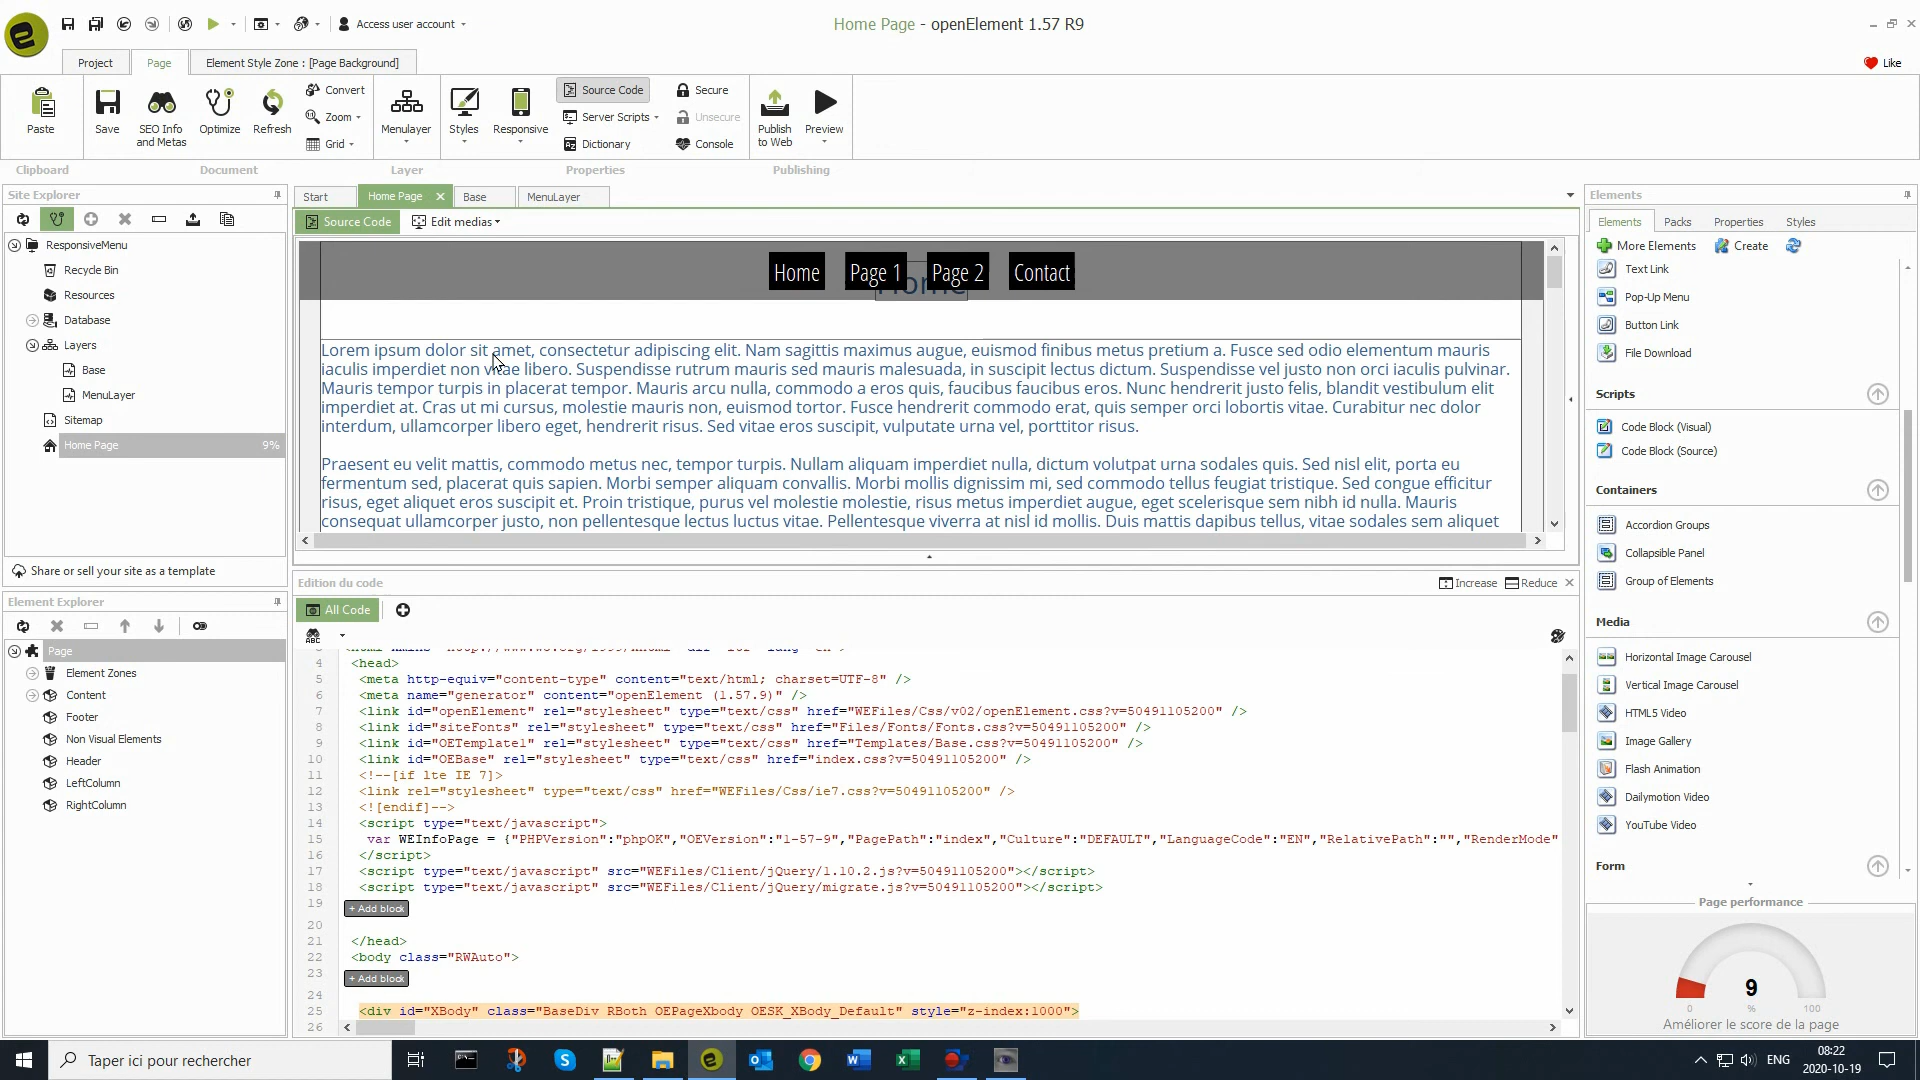 Access user account
Home Page - openElement 1.57 R9
Project
Page
Element Style Zone : [Page Background]
Like
Paste
Save
SEO Info and Metas
Optimize
Refresh
Convert
Zoom
Grid
Menulayer
Styles
Responsive
Source Code
Server Scripts
Dictionary
Secure
Unsecure
Console
Publish to Web
Preview
Clipboard
Document
Layer
Properties
Publishing
Site Explorer
ResponsiveMenu
Recycle Bin
Resources
Database
Layers
Base
MenuLayer
Sitemap
Home Page 9%
Share or sell your site as a template
Element Explorer
Page
Element Zones
Content
Footer
Non Visual Elements
Header
LeftColumn
RightColumn
Start
Home Page
Base
MenuLayer
Source Code
Edit medias
Home
Page 1
Page 2
Contact
Home
Lorem ipsum dolor sit amet, consectetur adipiscing elit. Nam sagittis maximus augue, euismod finibus metus pretium a. Fusce sed odio elementum mauris
iaculis imperdiet non vitae libero. Suspendisse rutrum mauris sed mauris malesuada, in suscipit lectus dictum. Suspendisse vel justo non orci iaculis pulvinar.
Mauris tempor turpis in placerat tempor. Mauris arcu nulla, commodo a eros quis, faucibus faucibus eros. Nunc hendrerit justo felis, blandit vestibulum elit
imperdiet at. Cras ut mi cursus, molestie mauris non, euismod tortor. Fusce hendrerit commodo erat, quis semper orci lobortis vitae. Curabitur nec dolor
interdum, ullamcorper libero eget, hendrerit risus. Sed vitae eros suscipit, vulputate urna vel, porttitor risus.
Praesent eu velit mattis, commodo metus nec, tempor turpis. Nullam aliquam imperdiet nulla, dictum volutpat urna sodales quis. Sed nisl elit, porta eu
fermentum sed, placerat quis sapien. Morbi semper aliquam convallis. Morbi mollis dignissim mi, sed commodo tellus feugiat tristique. Sed congue efficitur
risus, eget aliquet eros suscipit et. Proin tristique, purus vel molestie molestie, risus metus imperdiet augue, eget scelerisque sem nibh id nulla. Mauris
consequat ullamcorper justo, non pellentesque lectus luctus vitae. Pellentesque viverra at nisl id mollis. Duis mattis dapibus tellus, vitae sodales sem aliquet
Edition du code
Increase
Reduce
All Code
4 <head>
5 <meta http-equiv="content-type" content="text/html; charset=UTF-8" />
6 <meta name="generator" content="openElement (1.57.9)" />
7 <link id="openElement" rel="stylesheet" type="text/css" href="WEFiles/Css/v02/openElement.css?v=50491105200" />
8 <link id="siteFonts" rel="stylesheet" type="text/css" href="Files/Fonts/Fonts.css?v=50491105200" />
9 <link id="OETemplate1" rel="stylesheet" type="text/css" href="Templates/Base.css?v=50491105200" />
10 <link id="OEBase" rel="stylesheet" type="text/css" href="index.css?v=50491105200" />
11 <!--[if lte IE 7]>
12 <link rel="stylesheet" type="text/css" href="WEFiles/Css/ie7.css?v=50491105200" />
13 <![endif]-->
14 <script type="text/javascript">
15 var WEInfoPage = {"PHPVersion":"phpOK","OEVersion":"1-57-9","PagePath":"index","Culture":"DEFAULT","LanguageCode":"EN","RelativePath":"","RenderMode"
16 </script>
17 <script type="text/javascript" src="WEFiles/Client/jQuery/1.10.2.js?v=50491105200"></script>
18 <script type="text/javascript" src="WEFiles/Client/jQuery/migrate.js?v=50491105200"></script>
19 + Add block
20
21 </head>
22 <body class="RWAuto">
23 + Add block
24
25 <div id="XBody" class="BaseDiv RBoth OEPageXbody OESK_XBody_Default" style="z-index:1000">
26
Elements
Elements
Packs
Properties
Styles
More Elements
Create
Text Link
Pop-Up Menu
Button Link
File Download
Scripts
Code Block (Visual)
Code Block (Source)
Containers
Accordion Groups
Collapsible Panel
Group of Elements
Media
Horizontal Image Carousel
Vertical Image Carousel
HTML5 Video
Image Gallery
Flash Animation
Dailymotion Video
YouTube Video
Form
Page performance
9
0 % 100
Améliorer le score de la page
Taper ici pour rechercher
ENG
08:22
2020-10-19